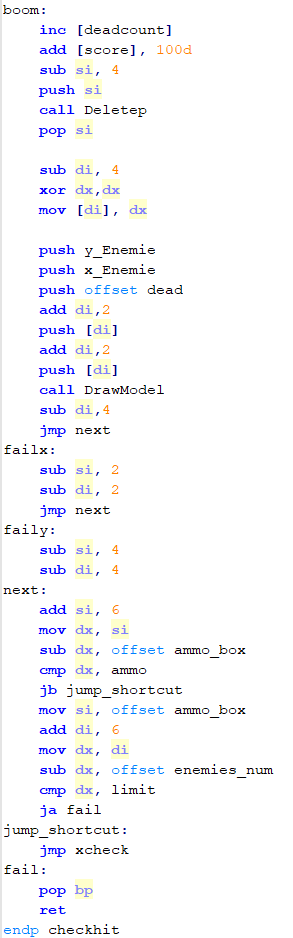 boom:
inc [deadcount]
add [score], 100d
sub si, 4
push si
call Deletep
pop si
sub di, 4
xor dx,dx
mov [di], dx
push y_Enemie
push x_Enemie
push offset dead
add di,2
push [di]
add di,2
push [di]
call DrawModel
sub di,4
jmp next
failx:
sub si, 2
sub di, 2
jmp next
faily:
sub si, 4
sub di, 4
next:
add si, 6
mov dx, si
sub dx, offset ammo_box
cmp dx, ammo
jb jump_shortcut
mov si, offset ammo_box
add di, 6
mov dx, di
sub dx, offset enemies_num
cmp dx, limit
ja fail
jump_shortcut:
jmp xcheck
fail:
pop bp
ret
endp checkhit